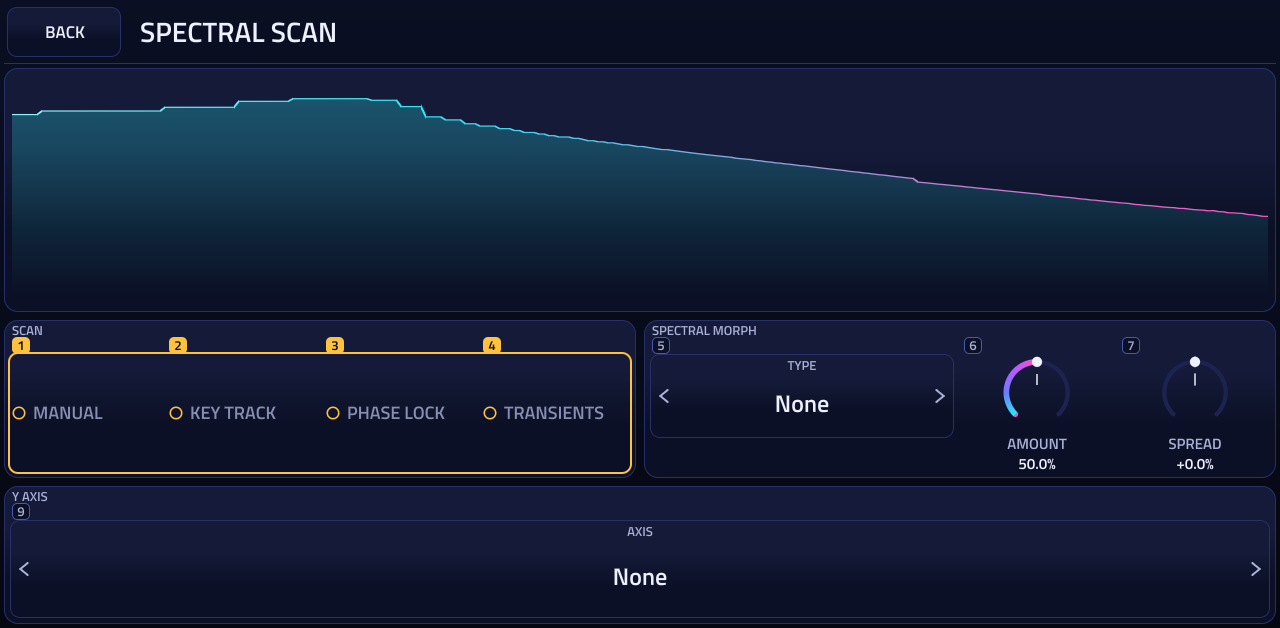 BACK
SPECTRAL SCAN
SCAN
1 2 3 4
MANUAL KEY TRACK PHASE LOCK TRANSIENTS
SPECTRAL MORPH
5 6 7
TYPE
None
AMOUNT SPREAD
50.0% +0.0%
Y AXIS
9
AXIS
None